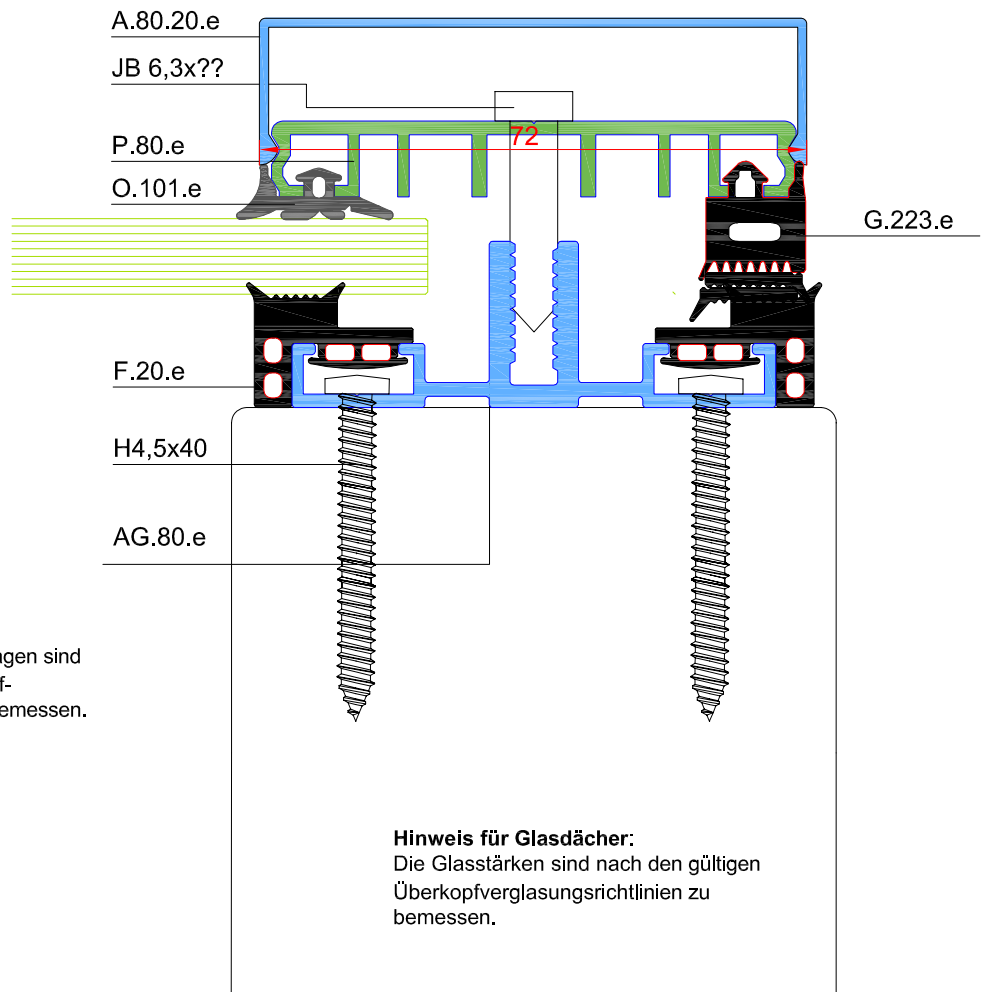 A.80.20.e
JB 6,3x??
72
P.80.e
O.101.e
G.223.e
F.20.e
H4,5x40
AG.80.e
agen sind
f-
emessen.
Hinweis für Glasdächer:
Die Glasstärken sind nach den gültigen
Überkopfverglasungsrichtlinien zu
bemessen.